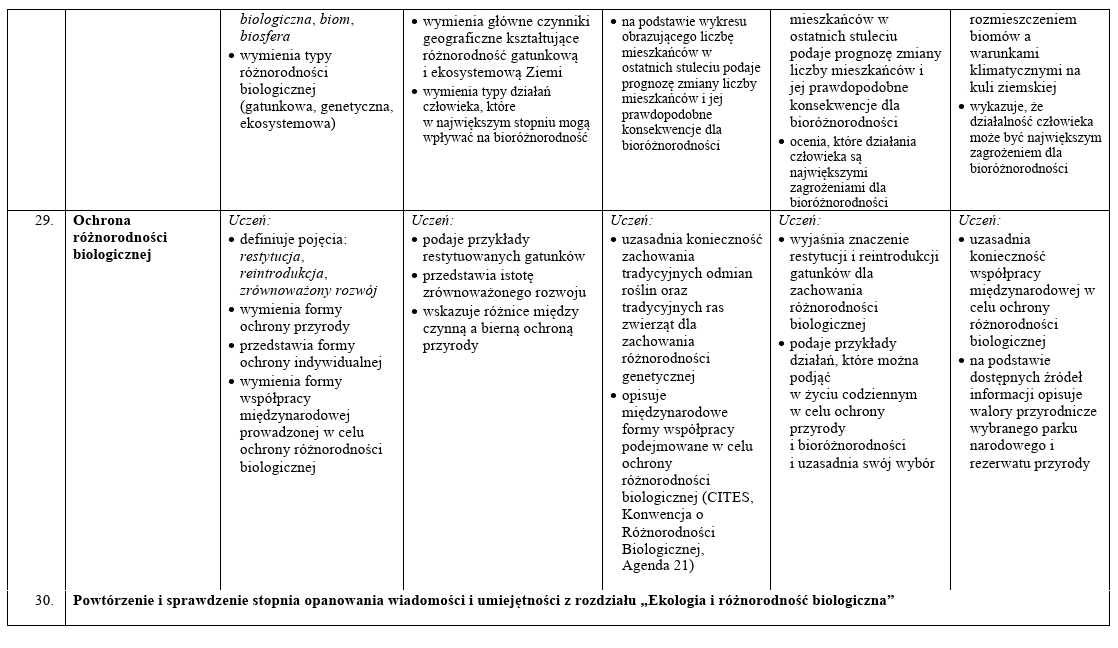 biologiczna, biom,
biosfera
• wymienia typy
różnorodności
biologicznej
(gatunkowa, genetyczna,
ekosystemowa)
• wymienia główne czynniki
geograficzne kształtujące
różnorodność gatunkową
i ekosystemową Ziemi
• wymienia typy działań
człowieka, które
w największym stopniu mogą
wpływać na bioróżnorodność
• na podstawie wykresu
obrazującego liczbę
mieszkańców w
ostatnich stuleciu podaje
prognozę zmiany liczby
mieszkańców i jej
prawdopodobne
konsekwencje dla
bioróżnorodności
mieszkańców w
ostatnich stuleciu
podaje prognozę zmiany
liczby mieszkańców i
jej prawdopodobne
konsekwencje dla
bioróżnorodności
• ocenia, które działania
człowieka są
największymi
zagrożeniami dla
bioróżnorodności
rozmieszczeniem
biomów a
warunkami
klimatycznymi na
kuli ziemskiej
• wykazuje, że
działalność człowieka
może być największym
zagrożeniem dla
bioróżnorodności
29.
Ochrona
różnorodności
biologicznej
Uczeń:
• definiuje pojęcia:
restytucja,
reintrodukcja,
zrównoważony rozwój
• wymienia formy
ochrony przyrody
• przedstawia formy
ochrony indywidualnej
• wymienia formy
współpracy
międzynarodowej
prowadzonej w celu
ochrony różnorodności
biologicznej
Uczeń:
• podaje przykłady
restytuowanych gatunków
• przedstawia istotę
zrównoważonego rozwoju
• wskazuje różnice między
czynną a bierną ochroną
przyrody
Uczeń:
• uzasadnia konieczność
zachowania
tradycyjnych odmian
roślin oraz
tradycyjnych ras
zwierząt dla
zachowania
różnorodności
genetycznej
• opisuje
międzynarodowe
formy współpracy
podejmowane w celu
ochrony
różnorodności
biologicznej (CITES,
Konwencja o
Różnorodności
Biologicznej,
Agenda 21)
Uczeń:
• wyjaśnia znaczenie
restytucji i reintrodukcji
gatunków dla
zachowania
różnorodności
biologicznej
• podaje przykłady
działań, które można
podjąć
w życiu codziennym
w celu ochrony
przyrody
i bioróżnorodności
i uzasadnia swój wybór
Uczeń:
• uzasadnia
konieczność
współpracy
międzynarodowej w
celu ochrony
różnorodności
biologicznej
• na podstawie
dostępnych źródeł
informacji opisuje
walory przyrodnicze
wybranego parku
narodowego i
rezerwatu przyrody
30.
Powtórzenie i sprawdzenie stopnia opanowania wiadomości i umiejętności z rozdziału „Ekologia i różnorodność biologiczna”